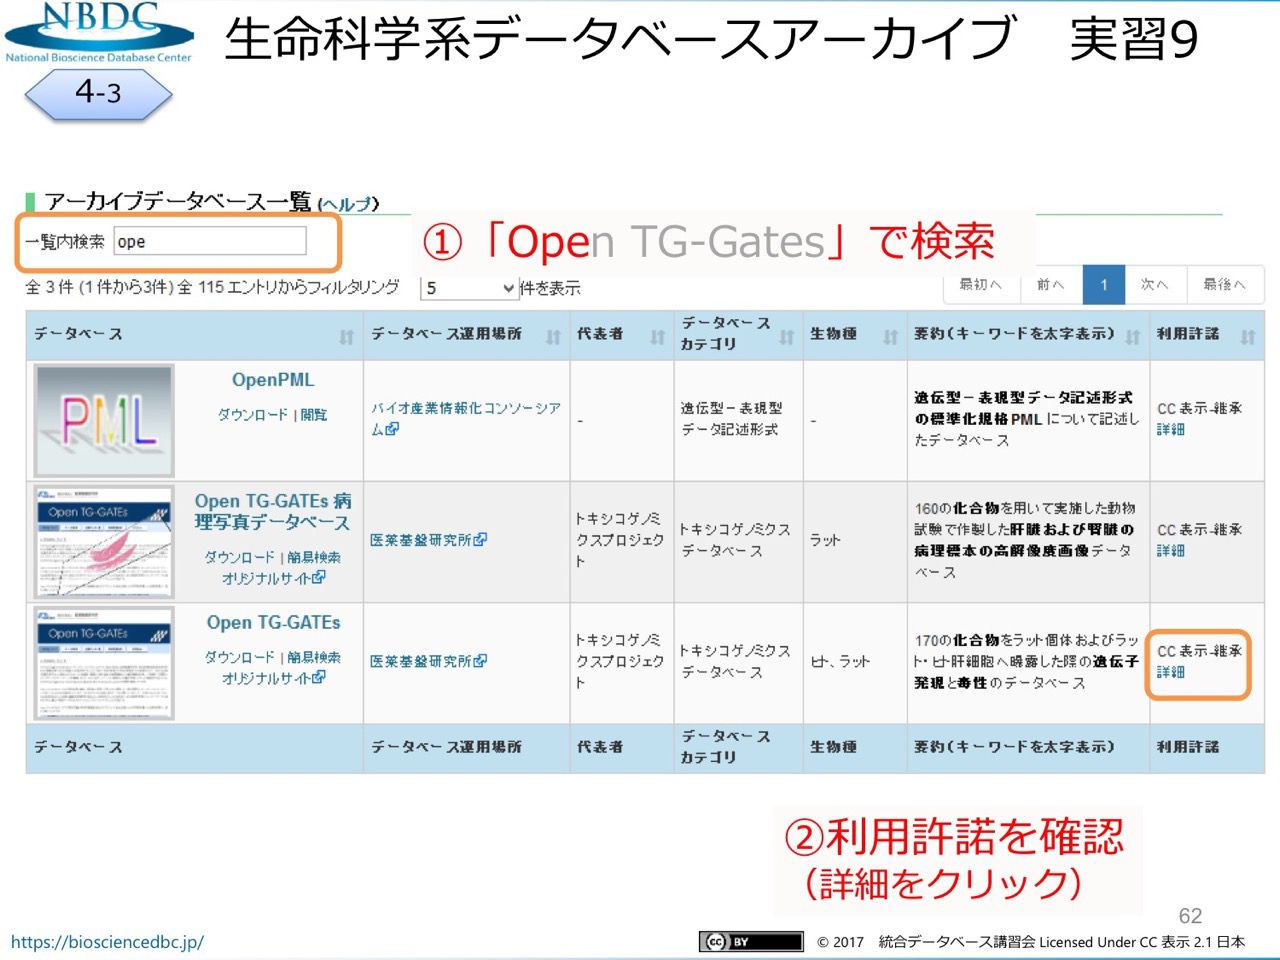 NBDC
National Bioscience Database Center
生命科学系データベースアーカイブ 実習9
4-3
アーカイブデータベース一覧 (ヘルプ)
一覧内検索 ope
①「Open TG-Gates」で検索
全 3 件 (1 件から3件) 全 115 エントリからフィルタリング 5 件を表示
最初へ 前へ 1 次へ 最後へ
データベース データベース運用場所 代表者 データベースカテゴリ 生物種 要約(キーワードを太字表示) 利用許諾
PML
OpenPML
ダウンロード | 閲覧
バイオ産業情報化コンソーシア
ム
-
遺伝型－表現型
データ記述形式
-
遺伝型－表現型データ記述形式
の標準化規格PML について記述し
たデータベース
CC 表示-継承
詳細
Open TG-GATEs
Open TG-GATEs 病
理写真データベース
ダウンロード | 簡易検索
オリジナルサイト
医薬基盤研究所
トキシコゲノミ
クスプロジェク
ト
トキシコゲノミクス
データベース
ラット
160の化合物を用いて実施した動物
試験で作製した肝臓および腎臓の
病理標本の高解像度画像データ
ベース
CC 表示-継承
詳細
Open TG-GATEs
Open TG-GATEs
ダウンロード | 簡易検索
オリジナルサイト
医薬基盤研究所
トキシコゲノミ
クスプロジェク
ト
トキシコゲノミクス
データベース
ヒト、ラット
170の化合物をラット個体およびラッ
ト・ヒト肝細胞へ曝露した際の遺伝子
発現と毒性のデータベース
CC 表示-継承
詳細
データベース データベース運用場所 代表者 データベースカテゴリ 生物種 要約(キーワードを太字表示) 利用許諾
②利用許諾を確認
（詳細をクリック）
62
https://biosciencedbc.jp/
cc BY
© 2017 統合データベース講習会 Licensed Under CC 表示 2.1 日本